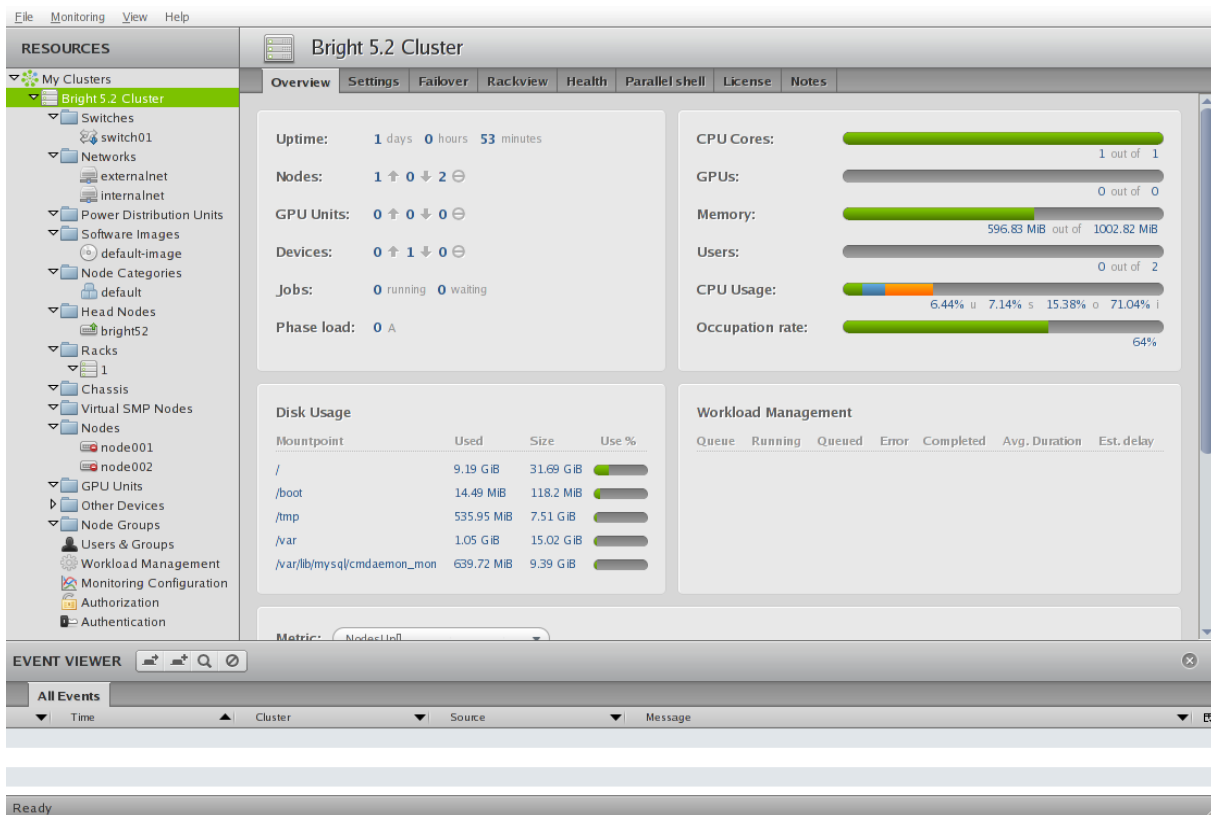 File Monitoring View Help
RESOURCES
My Clusters
Bright 5.2 Cluster
Switches
switch01
Networks
externalnet
internalnet
Power Distribution Units
Software Images
default-image
Node Categories
default
Head Nodes
bright52
Racks
1
Chassis
Virtual SMP Nodes
Nodes
node001
node002
GPU Units
Other Devices
Node Groups
Users & Groups
Workload Management
Monitoring Configuration
Authorization
Authentication
Bright 5.2 Cluster
Overview Settings Failover Rackview Health Parallel shell License Notes
Uptime: 1 days 0 hours 53 minutes
Nodes: 1 0 2
GPU Units: 0 0 0
Devices: 0 1 0
Jobs: 0 running 0 waiting
Phase load: 0 A
CPU Cores:
1 out of 1
GPUs:
0 out of 0
Memory:
596.83 MiB out of 1002.82 MiB
Users:
0 out of 2
CPU Usage:
6.44% u 7.14% s 15.38% o 71.04% i
Occupation rate:
64%
Disk Usage
Mountpoint Used Size Use %
/ 9.19 GiB 31.69 GiB
/boot 14.49 MiB 118.2 MiB
/tmp 535.95 MiB 7.51 GiB
/var 1.05 GiB 15.02 GiB
/var/lib/mysql/cmdaemon_mon 639.72 MiB 9.39 GiB
Workload Management
Queue Running Queued Error Completed Avg. Duration Est. delay
Metric: NodesUp[]
EVENT VIEWER
All Events
Time Cluster Source Message
Ready